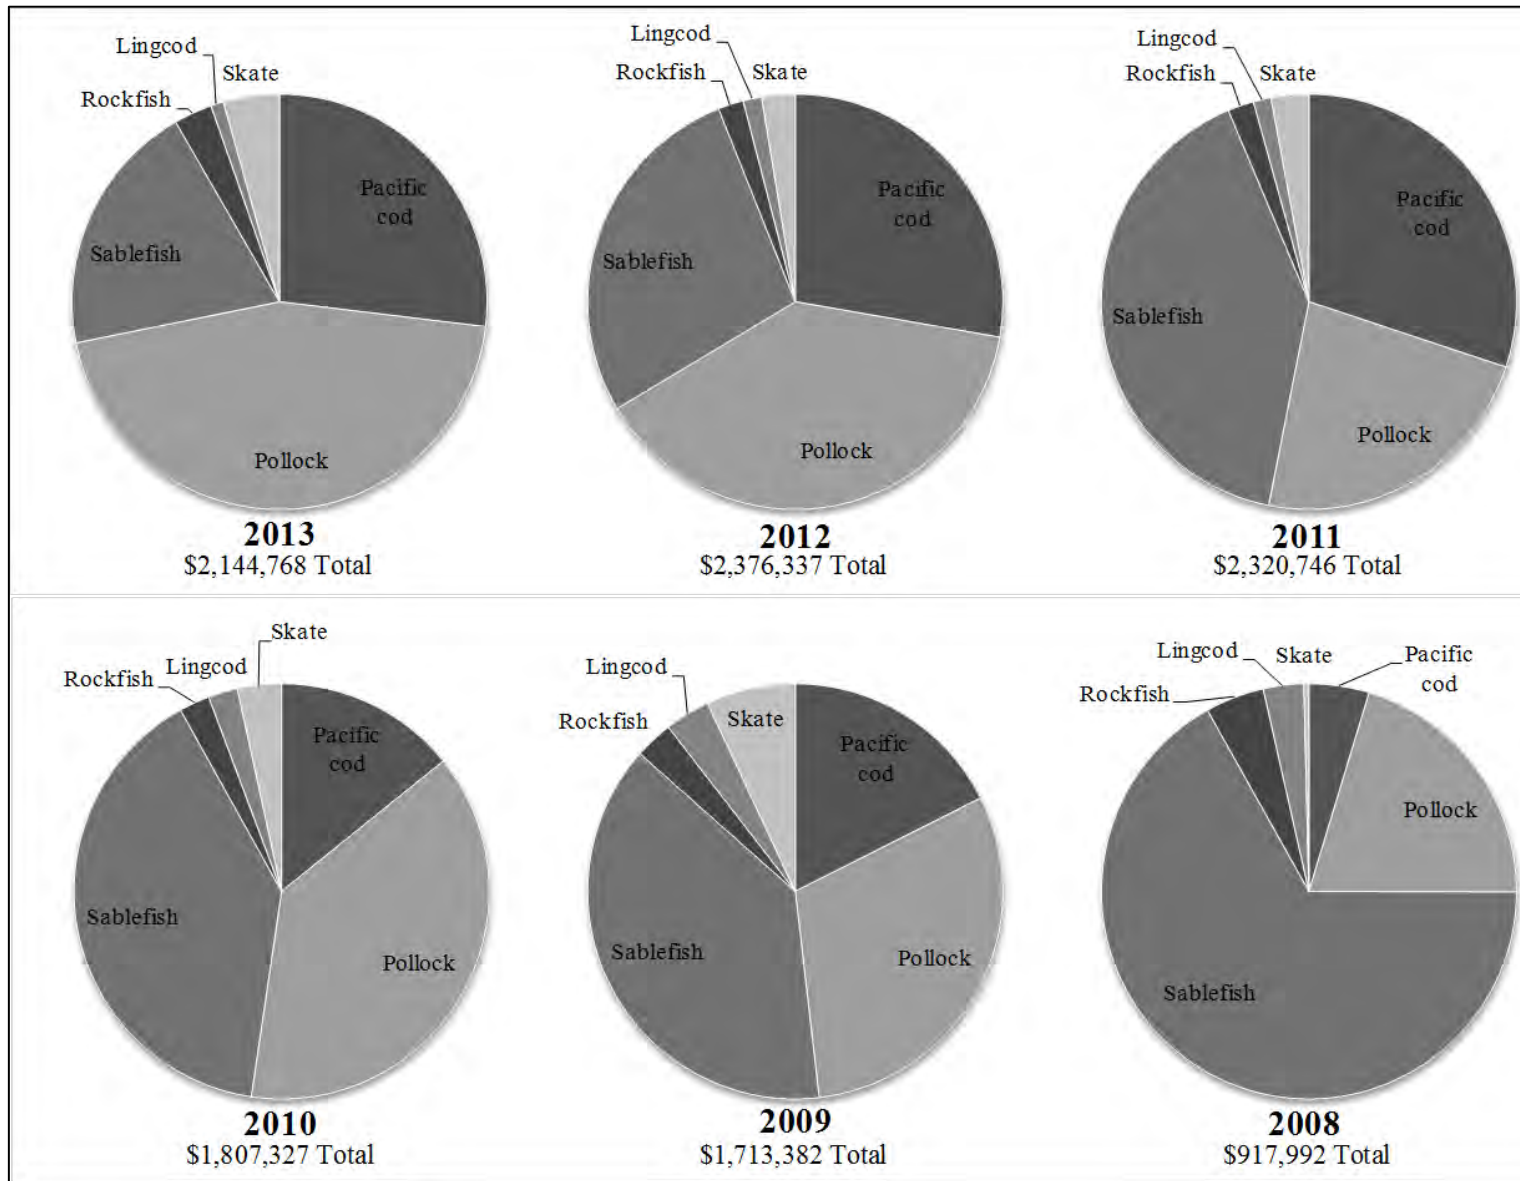 Lingcod
Skate
Rockfish
Pacific
cod
Sablefish
Pollock
2013
$2,144,768 Total
Lingcod
Rockfish
Skate
Pacific
cod
Sablefish
Pollock
2012
$2,376,337 Total
Lingcod
Rockfish
Skate
Pacific
cod
Sablefish
Pollock
2011
$2,320,746 Total
Skate
Lingcod
Rockfish
Pacific
cod
Sablefish
Pollock
2010
$1,807,327 Total
Lingcod
Rockfish
Skate
Pacific
cod
Sablefish
Pollock
2009
$1,713,382 Total
Lingcod
Skate
Pacific
cod
Rockfish
Pollock
Sablefish
2008
$917,992 Total